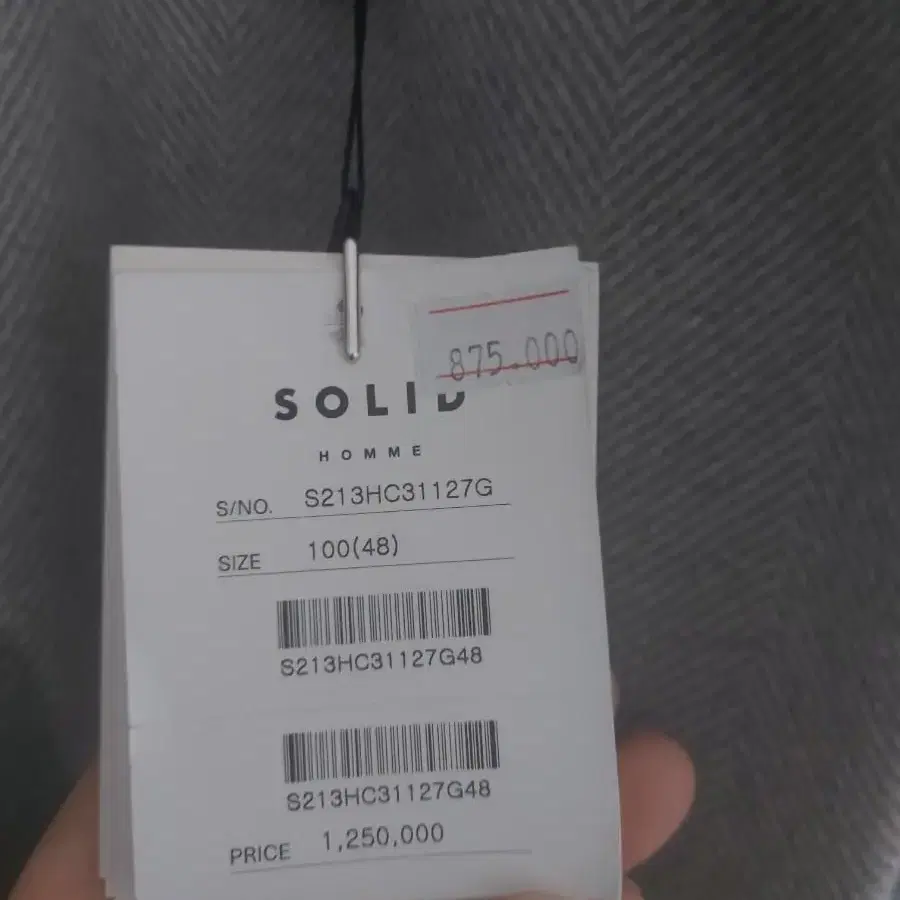 875.000
SOLID
HOMME
S/NO. S213HC31127G
SIZE 100(48)
S213HC31127G48
S213HC31127G48
PRICE 1,250,000